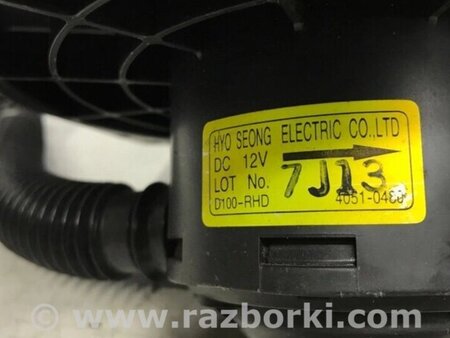 HYO SEONG ELECTRIC CO.,LTD
DC 12V
LOT No. 7J13
D100-RHD
www.razborki.com